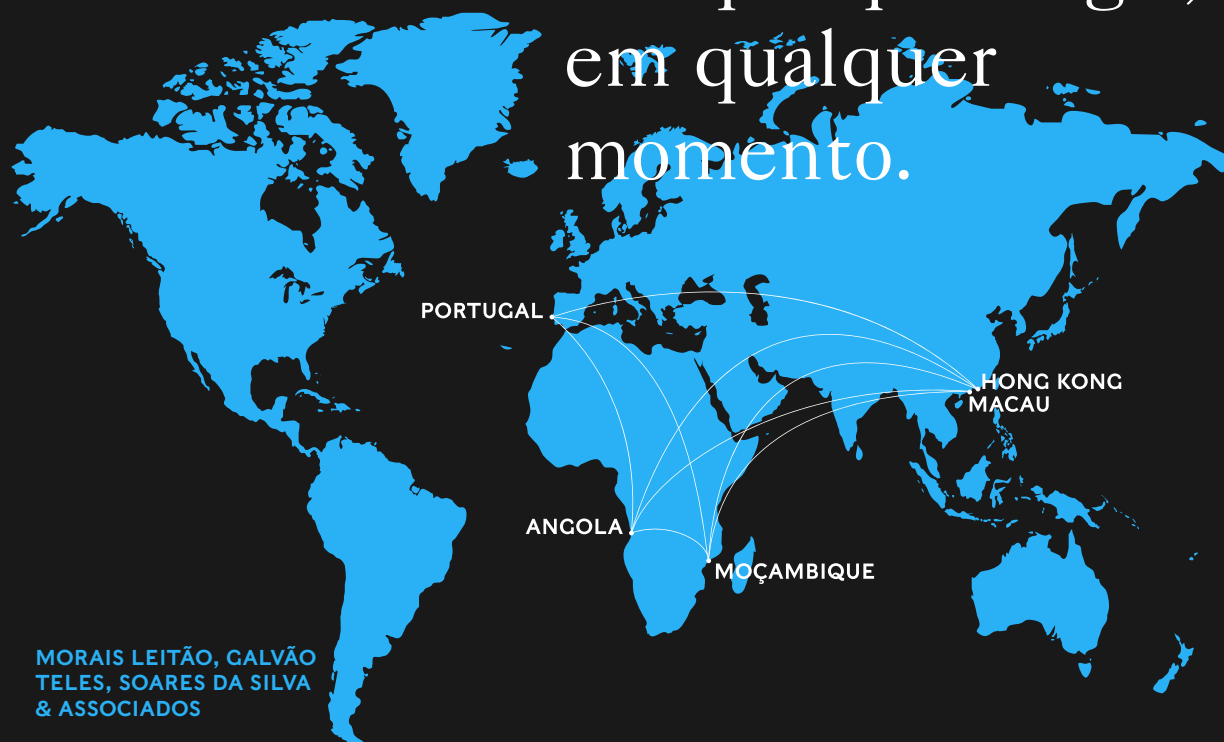 em qualquer
momento.
PORTUGAL
HONG KONG
MACAU
ANGOLA
MOÇAMBIQUE
MORAIS LEITÃO, GALVÃO
TELES, SOARES DA SILVA
& ASSOCIADOS